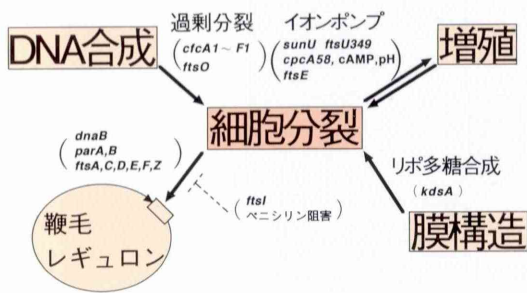 DNA合成
過剰分裂
(cfcA1~F1
ftsO)
イオンポンプ
(sunU ftsU349
cpcA58, cAMP,pH
ftsE)
増殖
細胞分裂
(dnaB
parA,B
ftsA,C,D,E,F,Z)
(ftsI
ペニシリン阻害)
リポ多糖合成
(kdsA)
膜構造
鞭毛
レギュロン